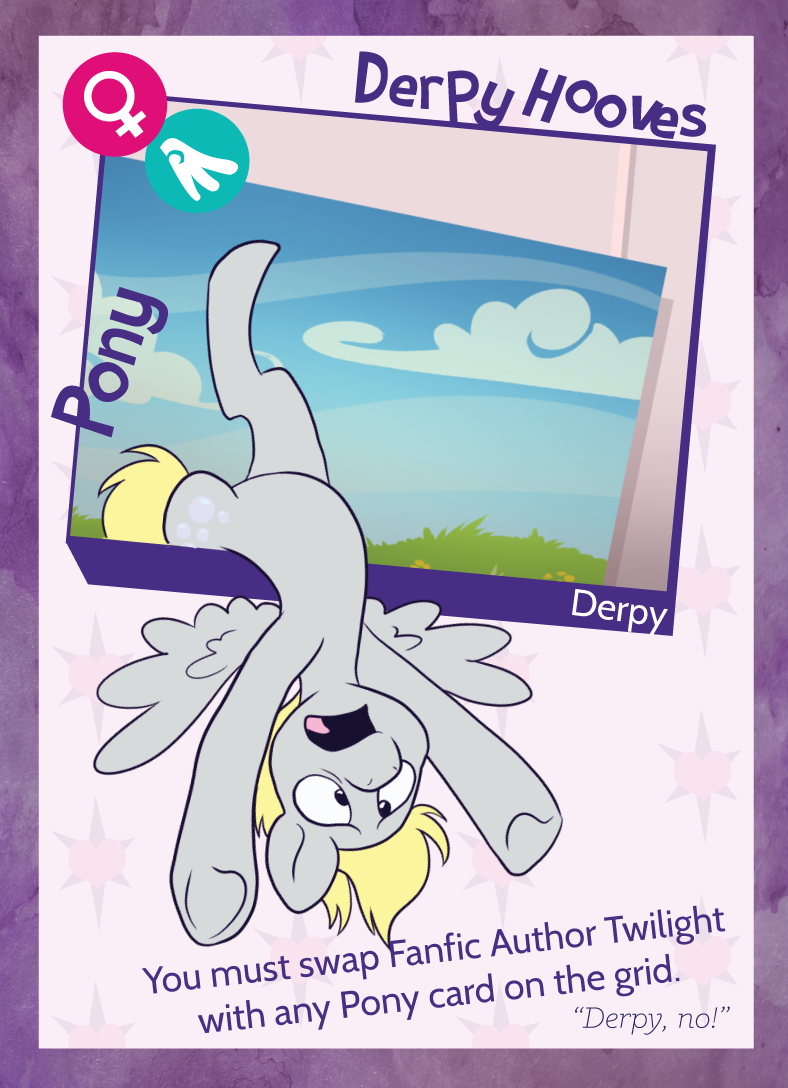 Derpy Hooves
Pony
Derpy
You must swap Fanfic Author Twilight
with any Pony card on the grid.
“Derpy, no!”